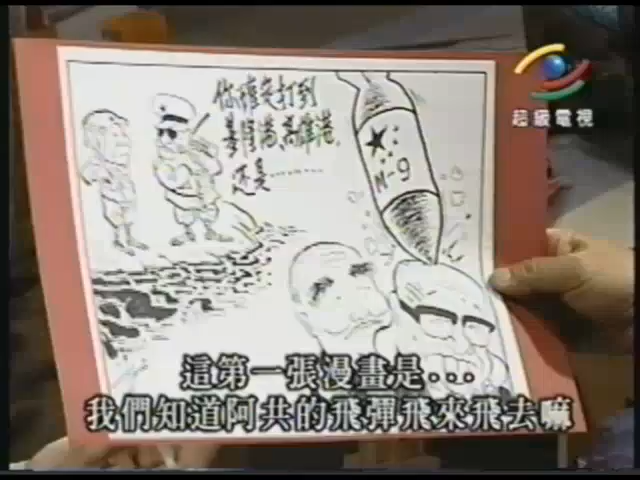 超級電視
你確定打到
基隆港、高雄港,
还是………
M-9
這第一張漫畫是...
我們知道阿共的飛彈飛來飛去嘛